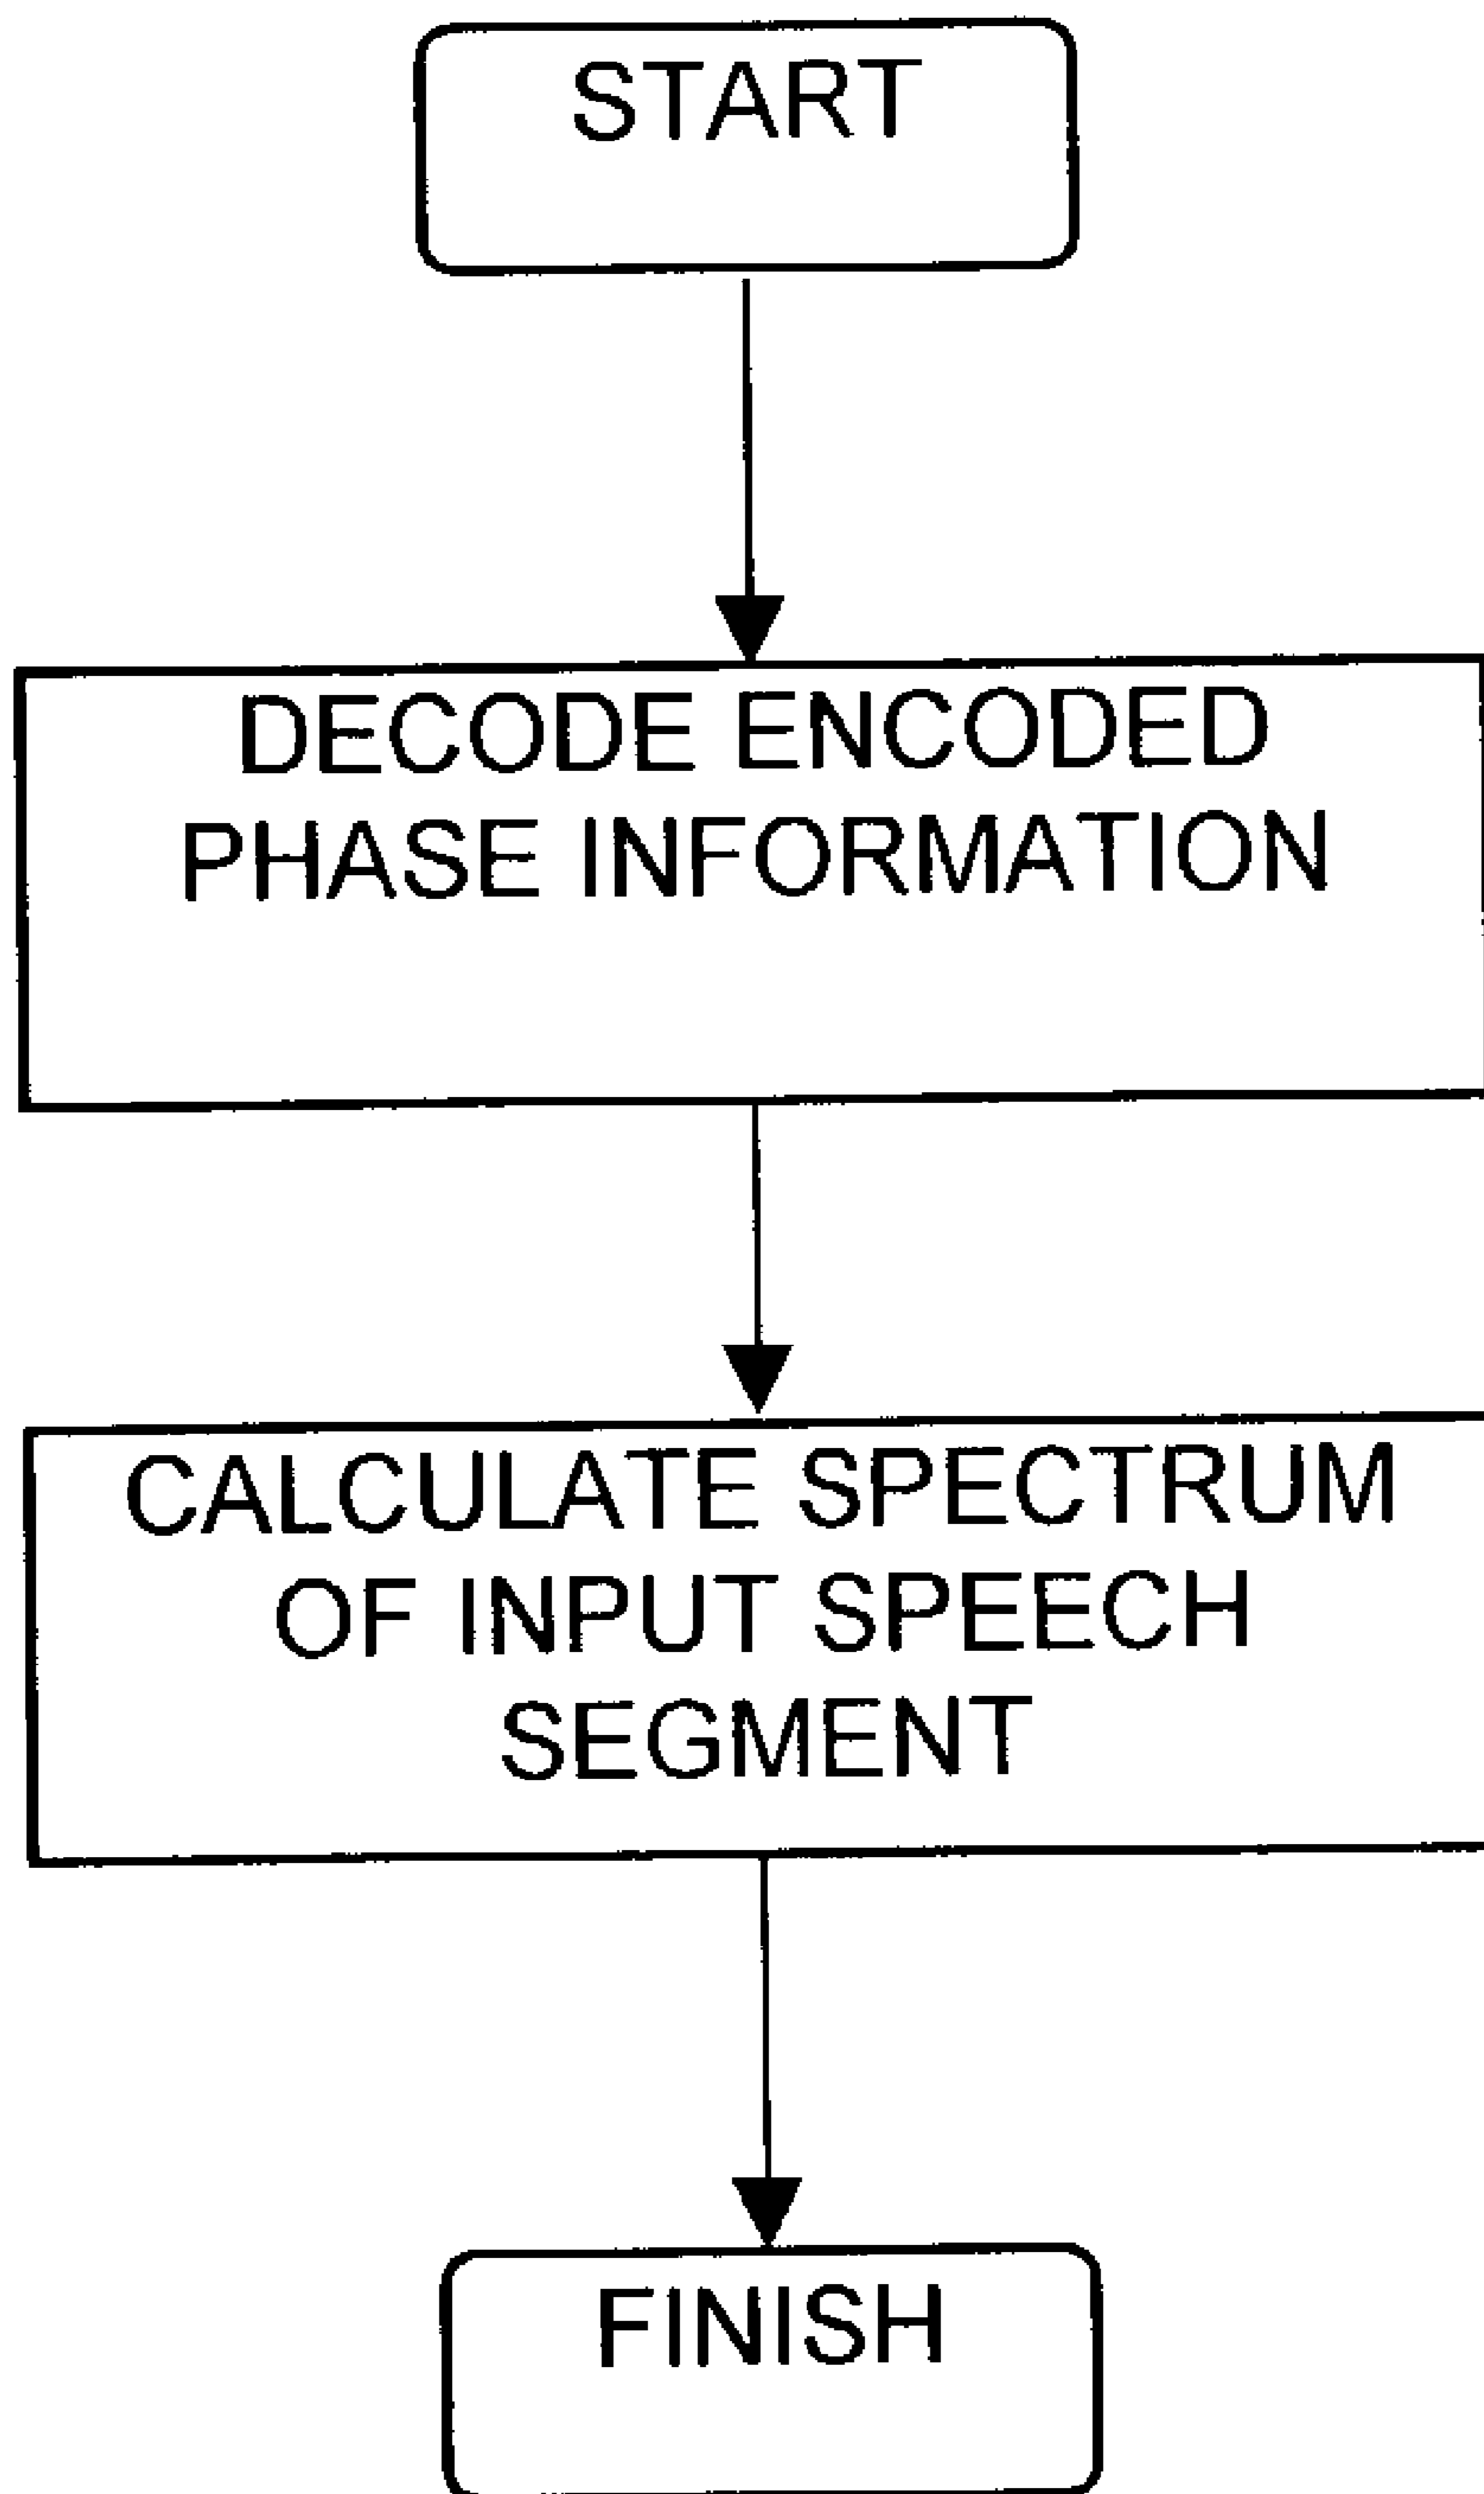 START
DECODE ENCODED
PHASE INFORMATION
CALCULATE SPECTRUM
OF INPUT SPEECH
SEGMENT
FINISH